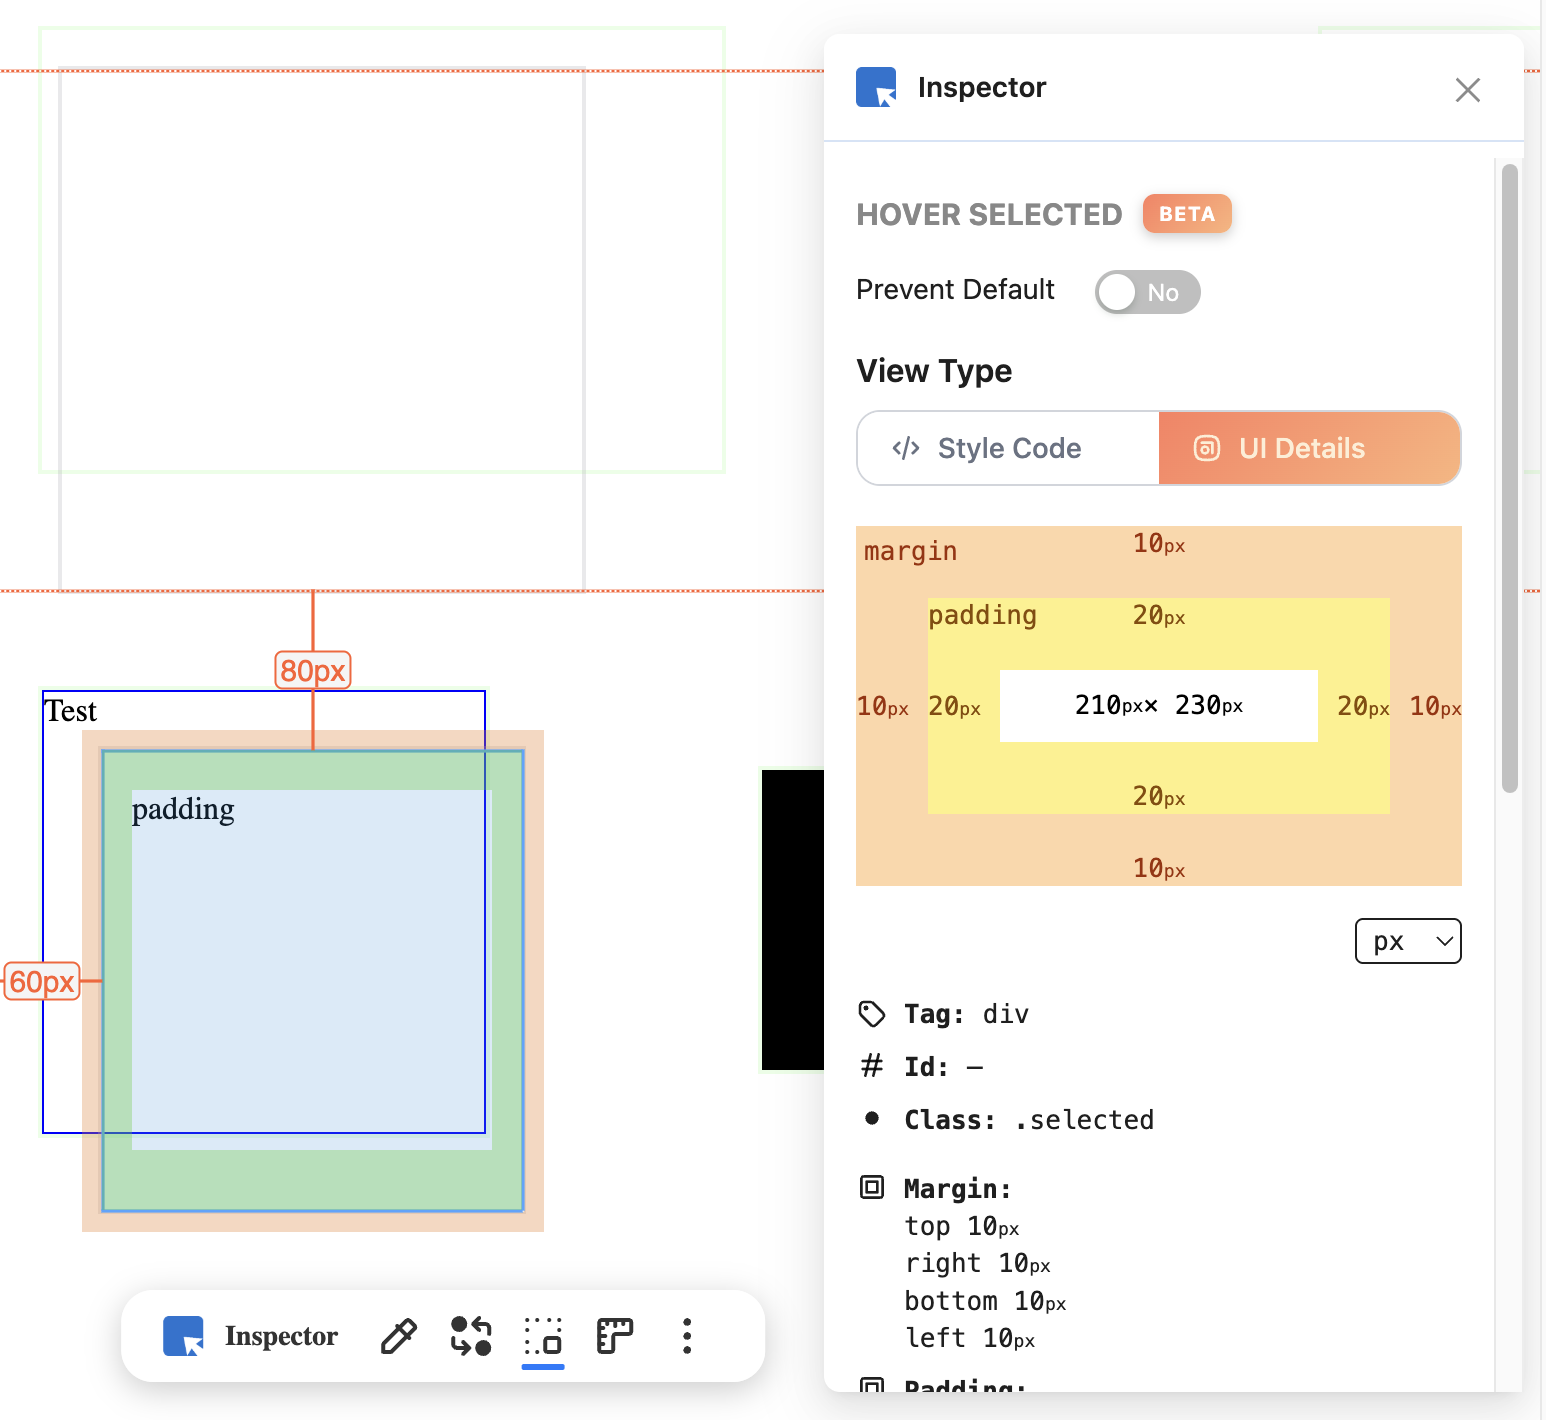 Inspector
HOVER SELECTED BETA
Prevent Default No
View Type
</> Style Code UI Details
margin 10px
padding 20px
10px 20px 210px× 230px 20px 10px
20px
10px
px
Tag: div
# Id: —
Class: .selected
Margin:
top 10px
right 10px
bottom 10px
left 10px
Padding:
80px
Test
padding
60px
Inspector